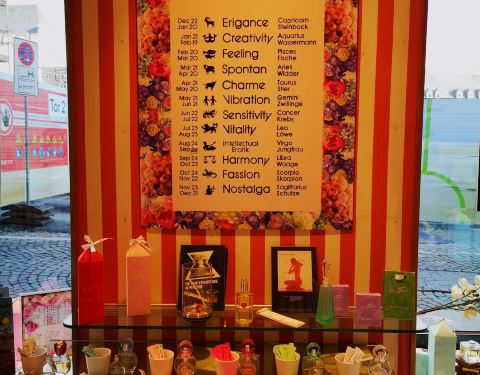 Tor 2
Dec 22
Jan 20
Erigance
Capricorn
Steinbock
Jan 21
Feb 19
Creativity
Aquatius
Wassermann
Feb 20
Mar 20
Feeling
Pisces
Fische
Mar 21
Apr 20
Spontan
Aries
Widder
Apr 21
May 20
Charme
Taurus
Stier
May 21
Jun 21
Vibration
Gemini
Zwillinge
Jun 22
Jul 22
Sensitivity
Cancer
Kreby
Jul 23
Aug 23
Vitality
Leo
Löwe
Aug 24
Sep 23
Intellectual
Erotik
Virgo
Jungfrau
Sep 24
Oct 23
Harmony
Libra
Waage
Oct 24
Nov 22
Fassion
Scorpio
Skorpion
Nov 23
Dec 21
Nostalga
Sagittarius
Schutze